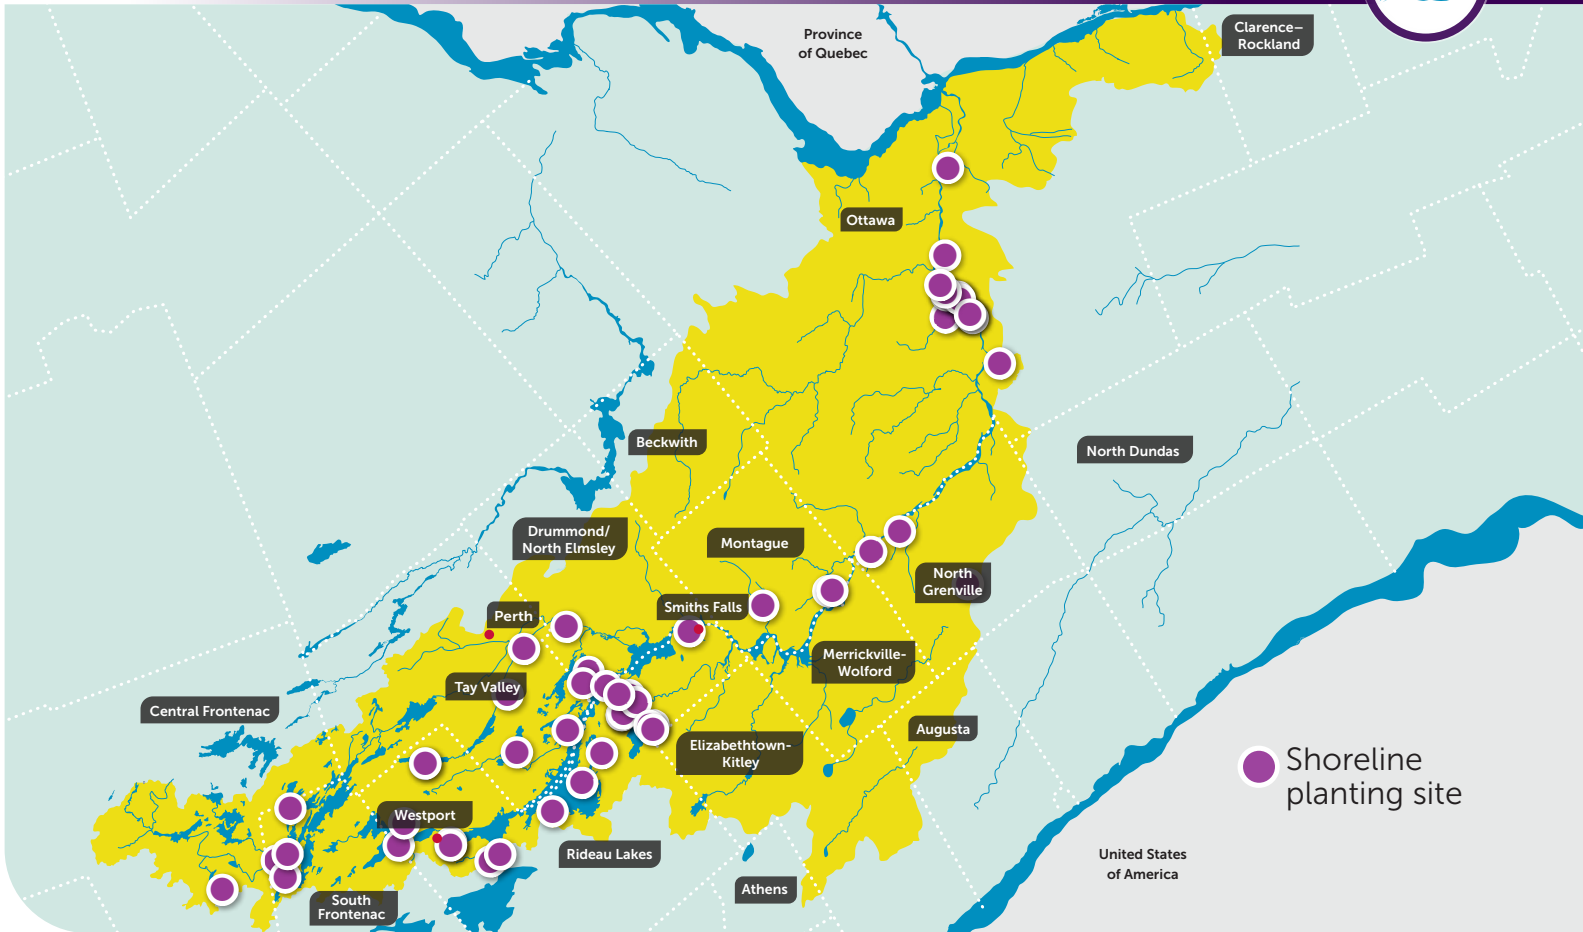 Clarence–
Rockland
Province
of Quebec
Ottawa
Beckwith
North Dundas
Drummond/
North Elmsley
Montague
North
Grenville
Perth
Smiths Falls
Merrickville-
Wolford
Tay Valley
Central Frontenac
Augusta
Elizabethtown-
Kitley
Shoreline
planting site
Westport
Rideau Lakes
United States
of America
Athens
South
Frontenac